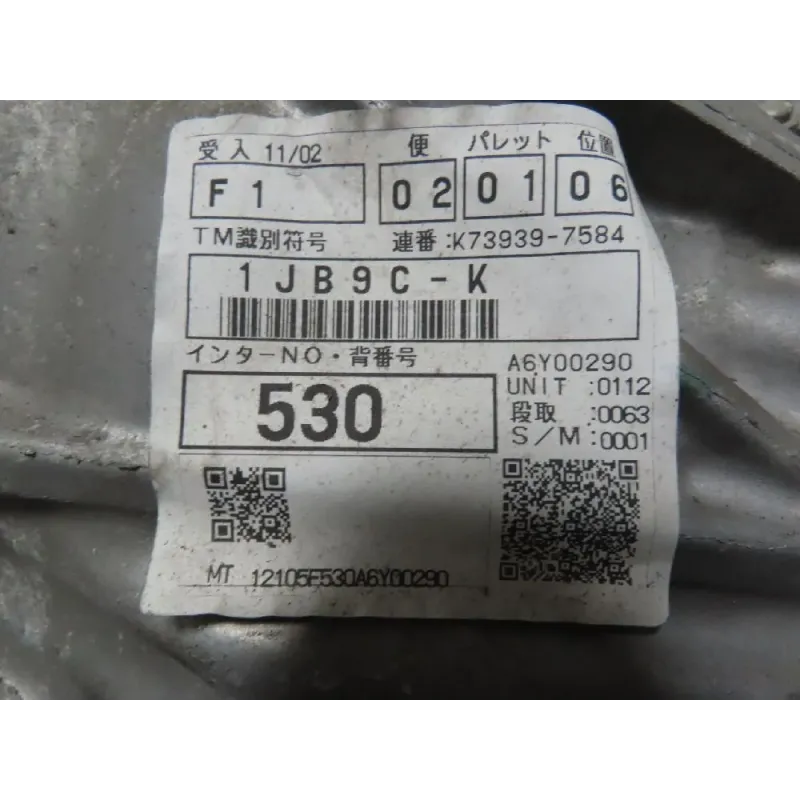 受入 11/02 便 パレット 位置
F1 02 01 06
TM識別符号 連番:K73939-7584
1JB9C-K
インターNO・背番号 A6Y00290
530 UNIT :0112
段取 :0063
S/M:0001
MT 12105F530A6Y00290